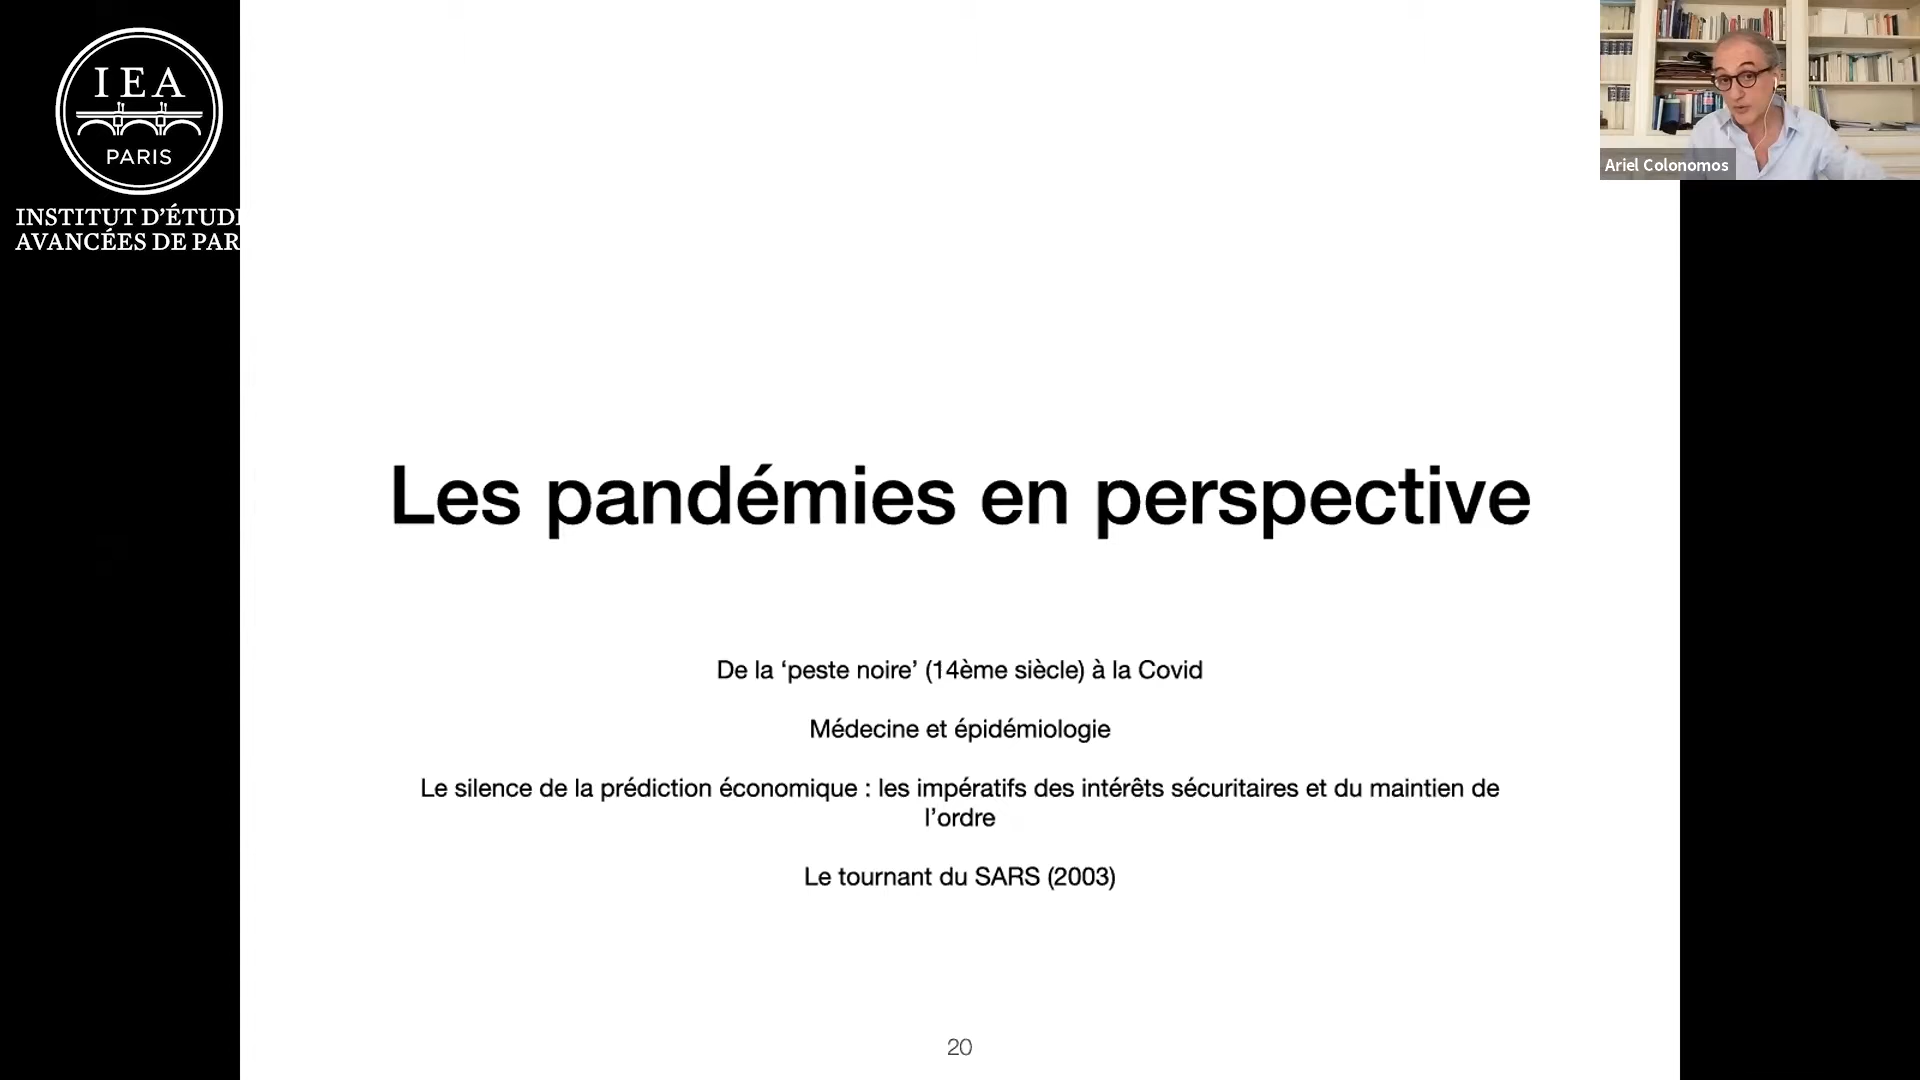 IEA
PARIS
INSTITUT D'ÉTUDE
AVANCÉES DE PAR
Ariel Colonomos
Les pandémies en perspective
De la ‘peste noire’ (14ème siècle) à la Covid
Médecine et épidémiologie
Le silence de la prédiction économique : les impératifs des intérêts sécuritaires et du maintien de
l’ordre
Le tournant du SARS (2003)
20